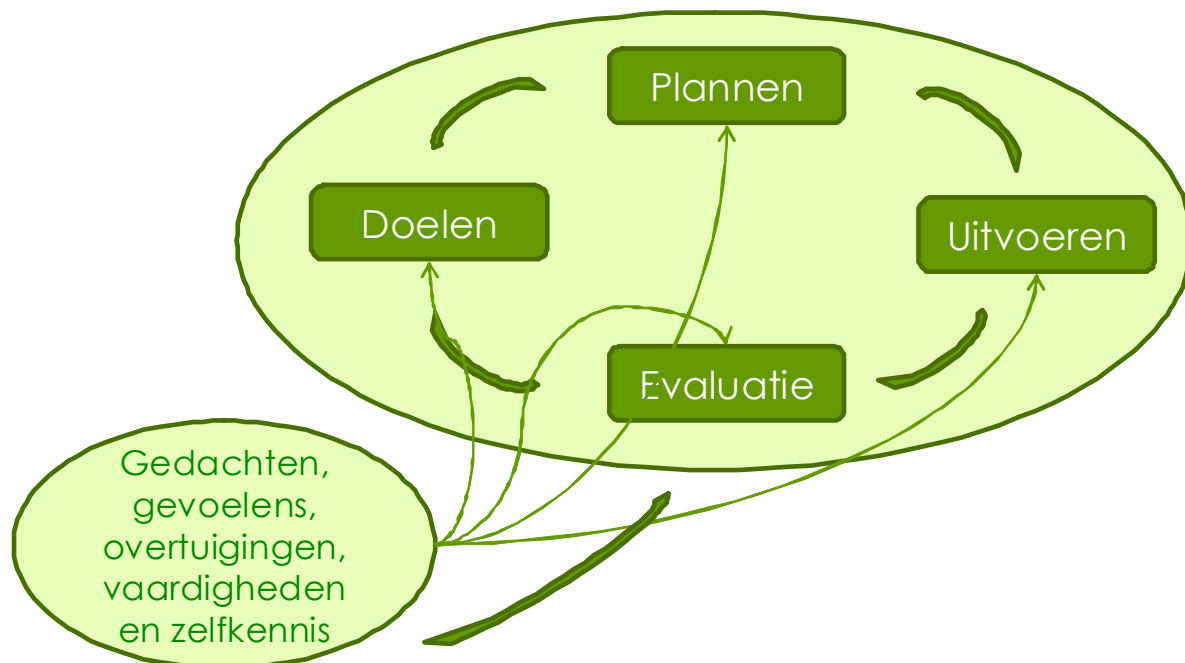 Plannen
Doelen
Uitvoeren
Evaluatie
Gedachten,
gevoelens,
overtuigingen,
vaardigheden
en zelfkennis